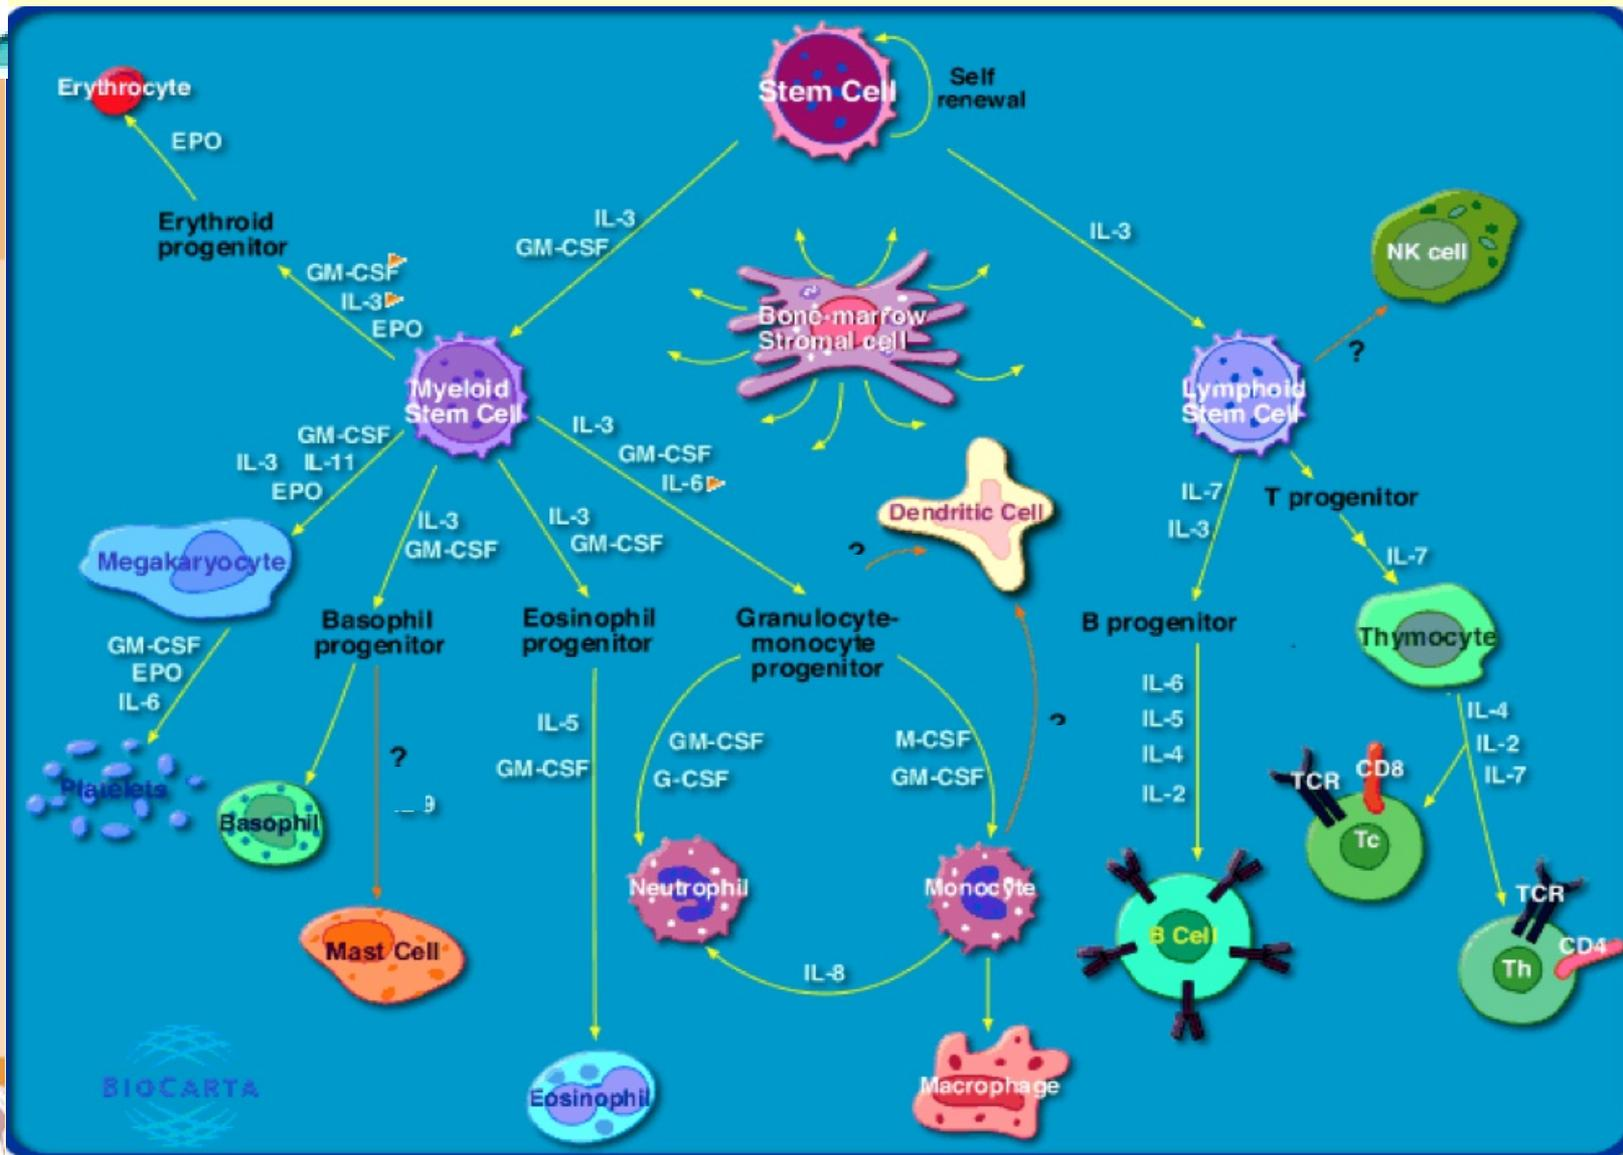 Stem Cell
Self
renewal
Erythrocyte
EPO
Erythroid
progenitor
GM-CSF
IL-3
EPO
IL-3
GM-CSF
IL-3
NK cell
?
Bone-marrow
Stromal cell
Myeloid
Stem Cell
Lymphoid
Stem Cell
GM-CSF
IL-3 IL-11
EPO
IL-3
GM-CSF
IL-3
GM-CSF
IL-3
GM-CSF
IL-6
Dendritic Cell
?
?
IL-7
IL-3
T progenitor
IL-7
Megakaryocyte
GM-CSF
EPO
IL-6
Platelets
Basophil
progenitor
?
9
Basophil
Mast Cell
Eosinophil
progenitor
IL-5
GM-CSF
Eosinophil
Granulocyte-
monocyte
progenitor
GM-CSF
G-CSF
M-CSF
GM-CSF
Neutrophil
Monocyte
IL-8
Macrophage
B progenitor
IL-6
IL-5
IL-4
IL-2
B Cell
Thymocyte
IL-4
IL-2
IL-7
TCR
CD8
Tc
TCR
CD4
Th
BIOCARTA